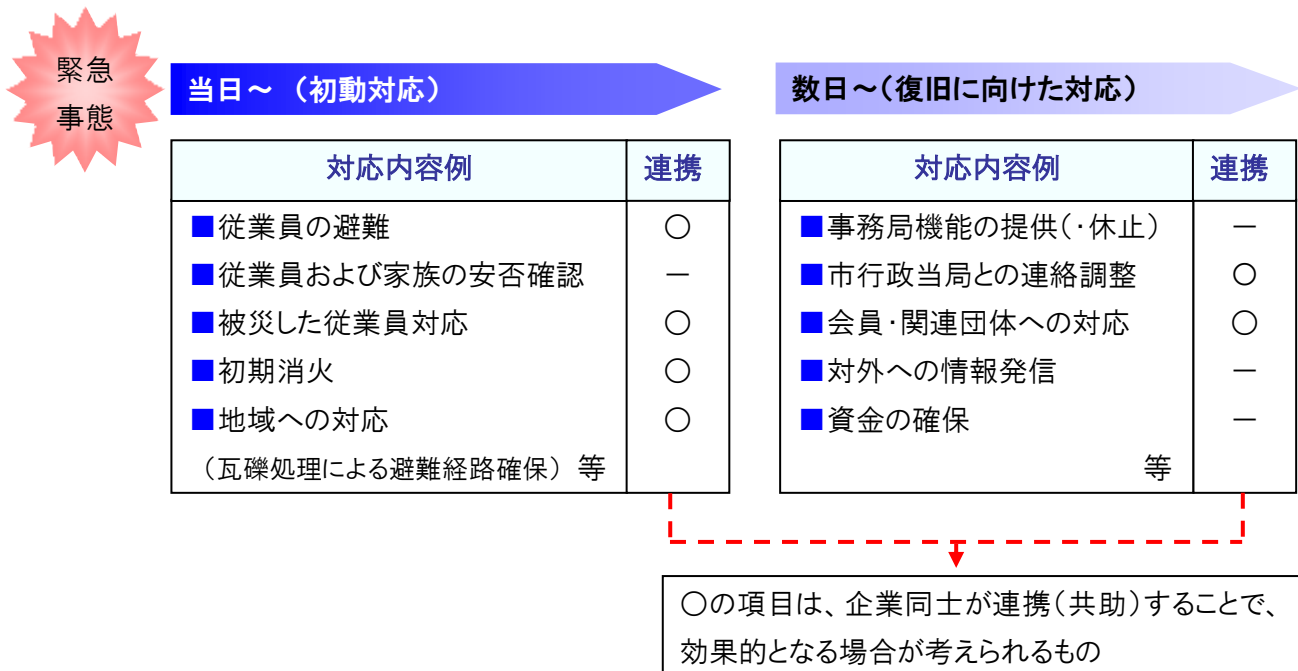 緊急
事態
当日～（初動対応）
対応内容例 連携
■従業員の避難 ○
■従業員および家族の安否確認 －
■被災した従業員対応 ○
■初期消火 ○
■地域への対応 ○
（瓦礫処理による避難経路確保）等
数日～（復旧に向けた対応）
対応内容例 連携
■事務局機能の提供（・休止） －
■市行政当局との連絡調整 ○
■会員・関連団体への対応 ○
■対外への情報発信 －
■資金の確保 －
等
○の項目は、企業同士が連携（共助）することで、
効果的となる場合が考えられるもの